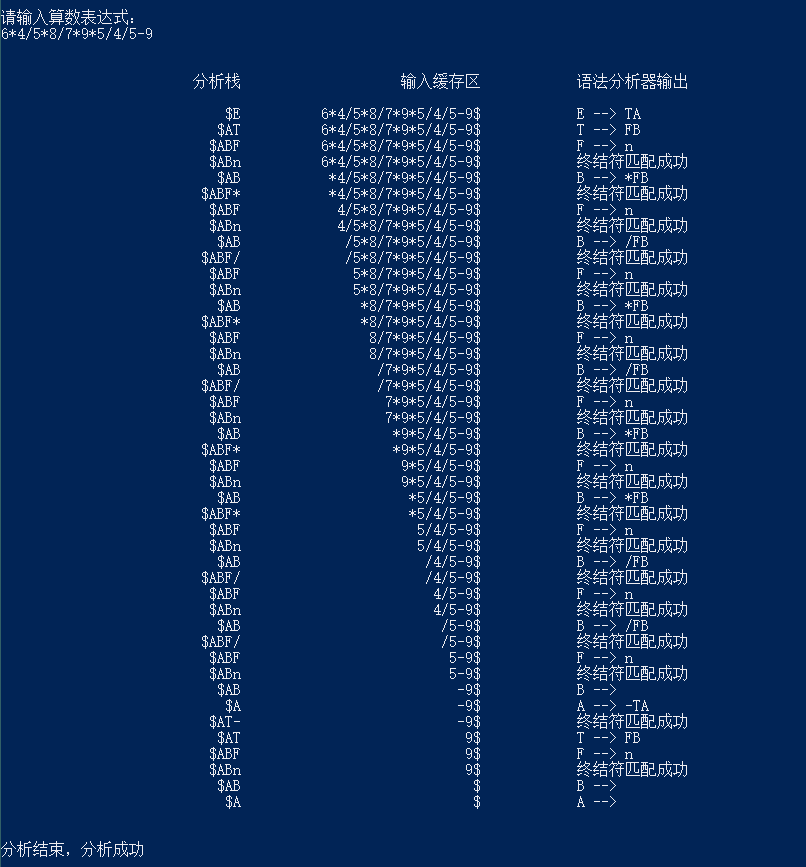 请输入算数表达式：
6*4/5*8/7*9*5/4/5-9
分析栈 输入缓存区 语法分析器输出
$E 6*4/5*8/7*9*5/4/5-9$ E --> TA
$AT 6*4/5*8/7*9*5/4/5-9$ T --> FB
$ABF 6*4/5*8/7*9*5/4/5-9$ F --> n
$ABn 6*4/5*8/7*9*5/4/5-9$ 终结符匹配成功
$AB *4/5*8/7*9*5/4/5-9$ B --> *FB
$ABF* *4/5*8/7*9*5/4/5-9$ 终结符匹配成功
$ABF 4/5*8/7*9*5/4/5-9$ F --> n
$ABn 4/5*8/7*9*5/4/5-9$ 终结符匹配成功
$AB /5*8/7*9*5/4/5-9$ B --> /FB
$ABF/ /5*8/7*9*5/4/5-9$ 终结符匹配成功
$ABF 5*8/7*9*5/4/5-9$ F --> n
$ABn 5*8/7*9*5/4/5-9$ 终结符匹配成功
$AB *8/7*9*5/4/5-9$ B --> *FB
$ABF* *8/7*9*5/4/5-9$ 终结符匹配成功
$ABF 8/7*9*5/4/5-9$ F --> n
$ABn 8/7*9*5/4/5-9$ 终结符匹配成功
$AB /7*9*5/4/5-9$ B --> /FB
$ABF/ /7*9*5/4/5-9$ 终结符匹配成功
$ABF 7*9*5/4/5-9$ F --> n
$ABn 7*9*5/4/5-9$ 终结符匹配成功
$AB *9*5/4/5-9$ B --> *FB
$ABF* *9*5/4/5-9$ 终结符匹配成功
$ABF 9*5/4/5-9$ F --> n
$ABn 9*5/4/5-9$ 终结符匹配成功
$AB *5/4/5-9$ B --> *FB
$ABF* *5/4/5-9$ 终结符匹配成功
$ABF 5/4/5-9$ F --> n
$ABn 5/4/5-9$ 终结符匹配成功
$AB /4/5-9$ B --> /FB
$ABF/ /4/5-9$ 终结符匹配成功
$ABF 4/5-9$ F --> n
$ABn 4/5-9$ 终结符匹配成功
$AB /5-9$ B --> /FB
$ABF/ /5-9$ 终结符匹配成功
$ABF 5-9$ F --> n
$ABn 5-9$ 终结符匹配成功
$AB -9$ B -->
$A -9$ A --> -TA
$AT- -9$ 终结符匹配成功
$AT 9$ T --> FB
$ABF 9$ F --> n
$ABn 9$ 终结符匹配成功
$AB $ B -->
$A $ A -->
分析结束，分析成功